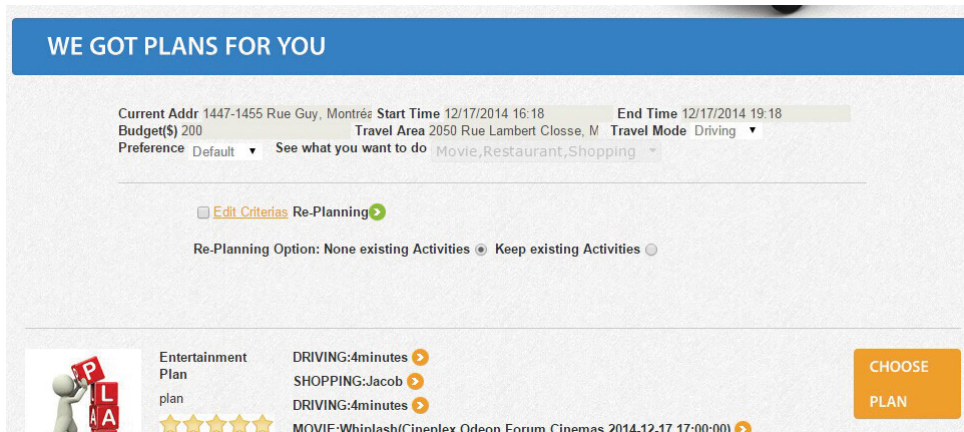 WE GOT PLANS FOR YOU
Current Addr 1447-1455 Rue Guy, Montréa Start Time 12/17/2014 16:18 End Time 12/17/2014 19:18
Budget($) 200 Travel Area 2050 Rue Lambert Closse, M Travel Mode Driving
Preference Default See what you want to do Movie,Restaurant,Shopping
Edit Criterias Re-Planning
Re-Planning Option: None existing Activities Keep existing Activities
Entertainment Plan
plan
DRIVING:4minutes
SHOPPING:Jacob
DRIVING:4minutes
MOVIE:Whiplash(Cineplex Odeon Forum Cinemas 2014-12-17 17:00:00)
CHOOSE
PLAN
P
L
A A